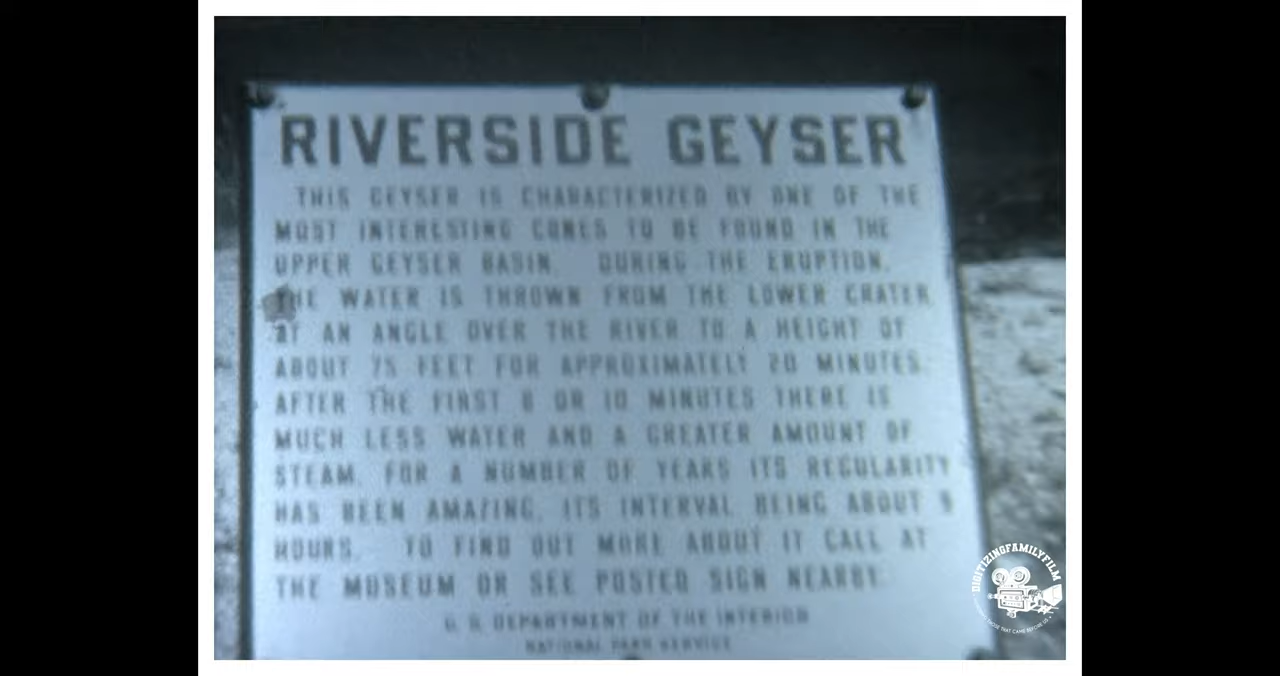 RIVERSIDE GEYSER
THIS GEYSER IS CHARACTERIZED BY ONE OF THE
MOST INTERESTING CONES TO BE FOUND IN THE
UPPER GEYSER BASIN. DURING THE ERUPTION,
THE WATER IS THROWN FROM THE LOWER CRATER
AT AN ANGLE OVER THE RIVER TO A HEIGHT OF
ABOUT 75 FEET FOR APPROXIMATELY 20 MINUTES.
AFTER THE FIRST 8 OR 10 MINUTES THERE IS
MUCH LESS WATER AND A GREATER AMOUNT OF
STEAM. FOR A NUMBER OF YEARS ITS REGULARITY
HAS BEEN AMAZING, ITS INTERVAL BEING ABOUT
HOURS. TO FIND OUT MORE ABOUT IT CALL AT
THE MUSEUM OR SEE POSTED SIGN NEARBY.
U. S. DEPARTMENT OF THE INTERIOR
NATIONAL PARK SERVICE
DIGITIZINGFAMILYFILM
THOSE THAT CAME BEFORE US